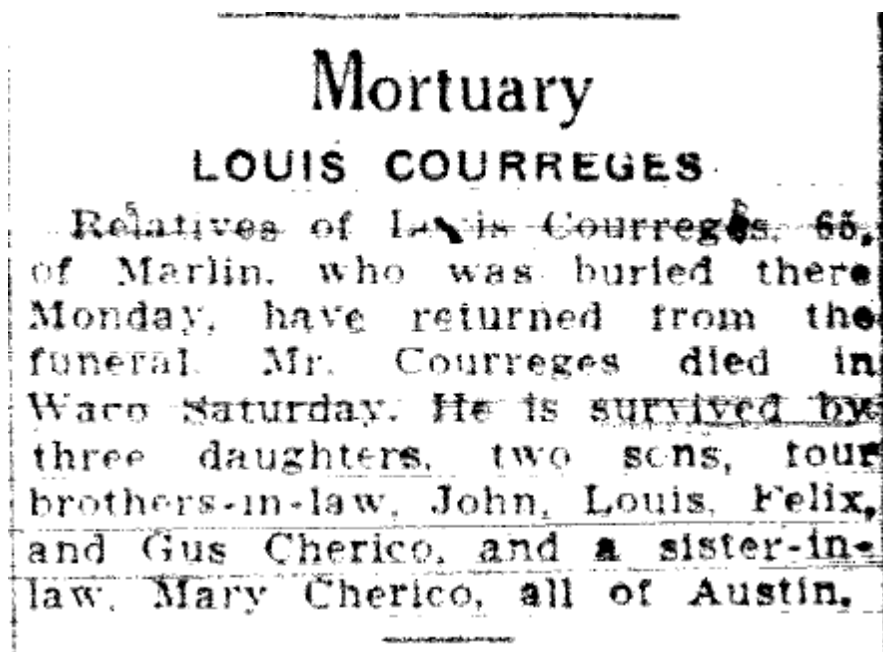 Mortuary
LOUIS COURREGES
Relatives of Louis Courreges, 65,
of Marlin, who was buried there
Monday, have returned from the
funeral. Mr. Courreges died in
Waco Saturday. He is survived by
three daughters, two sons, four
brothers-in-law, John, Louis, Felix,
and Gus Cherico, and a sister-in-
law, Mary Cherico, all of Austin.